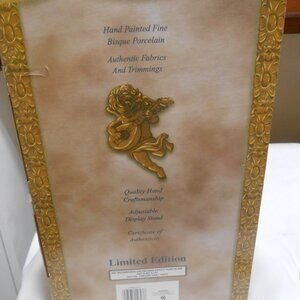 Hand Painted Fine
Bisque Porcelain
Authentic Fabrics
And Trimmings
Quality Hand
Craftsmanship
Adjustable
Display Stand
Certificate of
Authenticity
Limited Edition